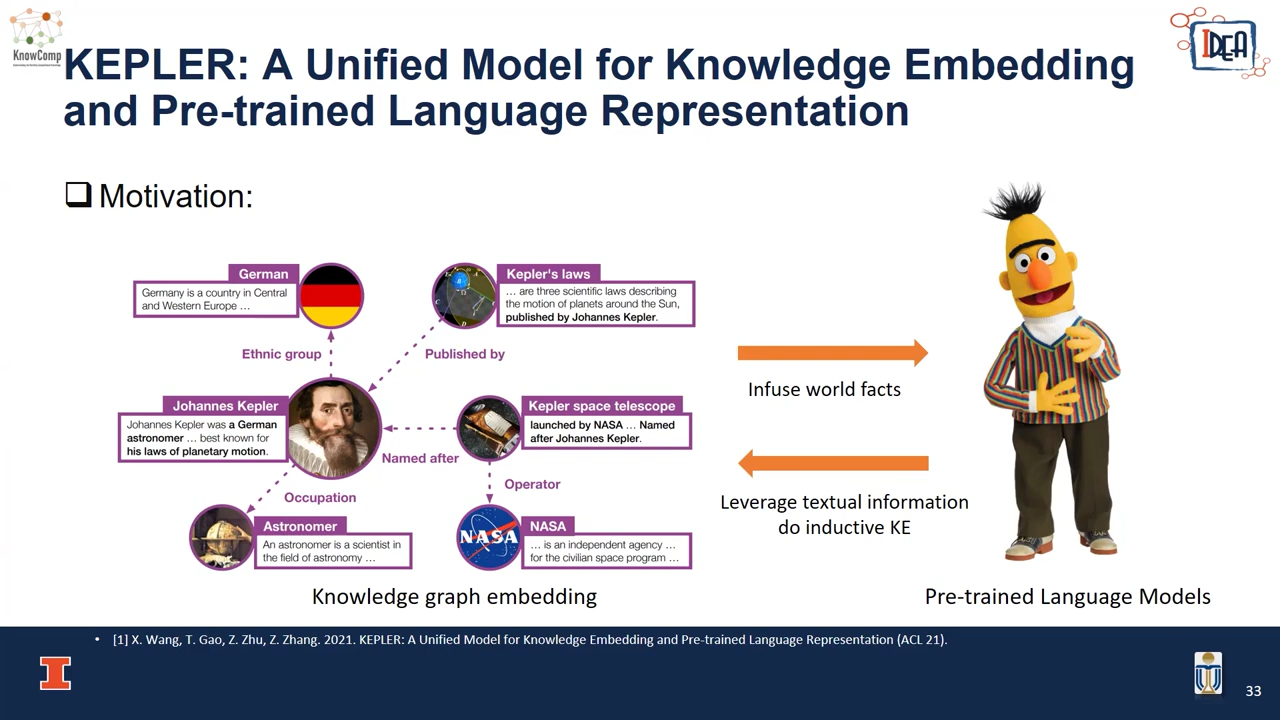 KnowComp
IDEA
KEPLER: A Unified Model for Knowledge Embedding
and Pre-trained Language Representation
Motivation:
German
Germany is a country in Central
and Western Europe …
Kepler's laws
… are three scientific laws describing
the motion of planets around the Sun,
published by Johannes Kepler.
Ethnic group
Published by
Johannes Kepler
Johannes Kepler was a German
astronomer … best known for
his laws of planetary motion.
Kepler space telescope
launched by NASA … Named
after Johannes Kepler.
Named after
Occupation
Operator
Astronomer
An astronomer is a scientist in
the field of astronomy …
NASA
NASA
… is an independent agency …
for the civilian space program …
Infuse world facts
Leverage textual information
do inductive KE
Knowledge graph embedding
Pre-trained Language Models
• [1] X. Wang, T. Gao, Z. Zhu, Z. Zhang. 2021. KEPLER: A Unified Model for Knowledge Embedding and Pre-trained Language Representation (ACL 21).
I
33